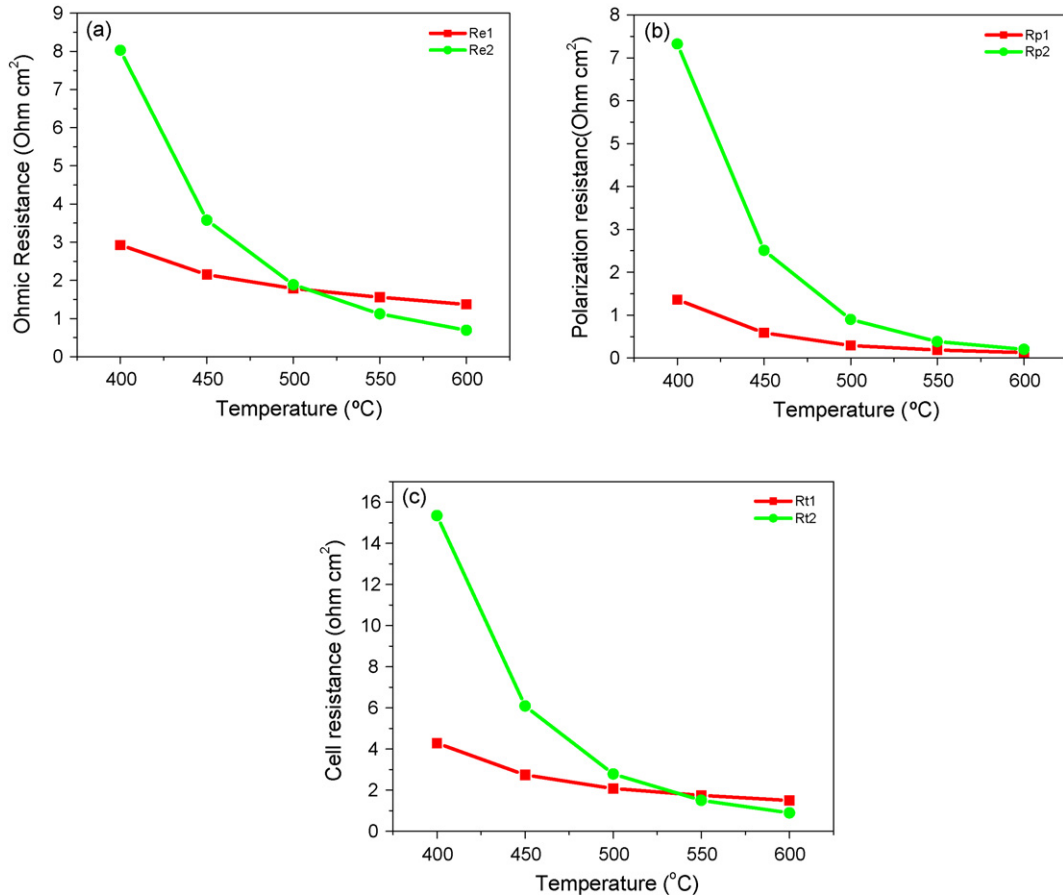 (a)
Re1
Re2
9
8
7
6
5
4
3
2
1
0
Ohmic Resistance (Ohm cm²)
400 450 500 550 600
Temperature (ºC)
(b)
Rp1
Rp2
8
7
6
5
4
3
2
1
0
Polarization resistanc(Ohm cm²)
400 450 500 550 600
Temperature (ºC)
(c)
Rt1
Rt2
16
14
12
10
8
6
4
2
0
Cell resistance (ohm cm²)
400 450 500 550 600
Temperature (°C)